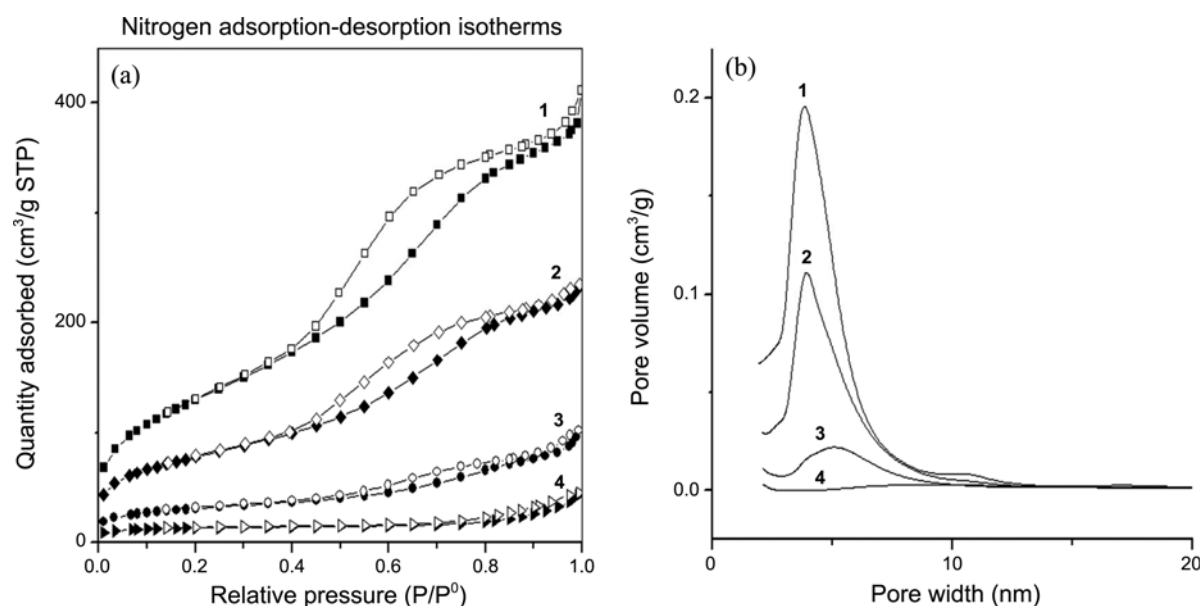 Nitrogen adsorption-desorption isotherms
(a)
Quantity adsorbed (cm³/g STP)
400
200
0
1
2
3
4
0.0 0.2 0.4 0.6 0.8 1.0
Relative pressure (P/P⁰)
(b)
Pore volume (cm³/g)
0.2
0.1
0.0
1
2
3
4
0 10 20
Pore width (nm)